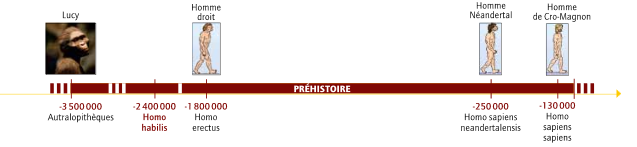 Lucy
Homme
droit
Homme
Néandertal
Homme
de Cro-Magnon
PRÉHISTOIRE
-3 500 000
-2 400 000
-1 800 000
-250 000
-130 000
Autralopithèques
Homo
habilis
Homo
erectus
Homo sapiens
neandertalensis
Homo
sapiens
sapiens